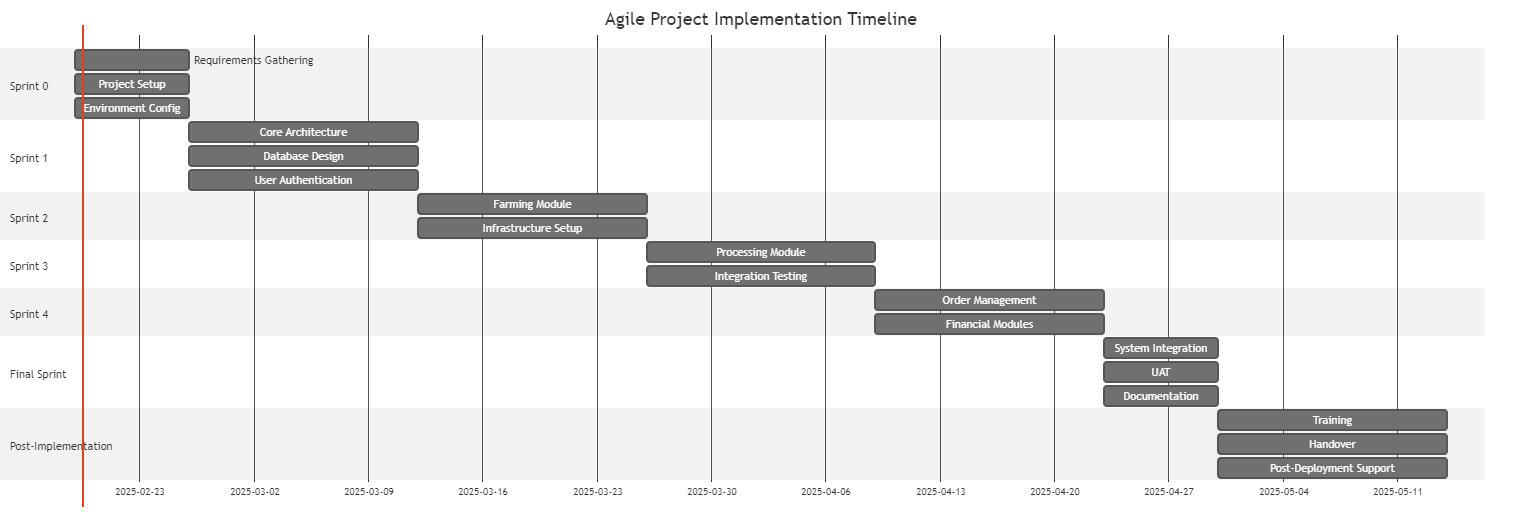 Agile Project Implementation Timeline
Requirements Gathering
Sprint 0
Project Setup
Environment Config
Core Architecture
Sprint 1
Database Design
User Authentication
Farming Module
Sprint 2
Infrastructure Setup
Processing Module
Sprint 3
Integration Testing
Order Management
Sprint 4
Financial Modules
System Integration
Final Sprint
UAT
Documentation
Training
Post-Implementation
Handover
Post-Deployment Support
2025-02-23 2025-03-02 2025-03-09 2025-03-16 2025-03-23 2025-03-30 2025-04-06 2025-04-13 2025-04-20 2025-04-27 2025-05-04 2025-05-11